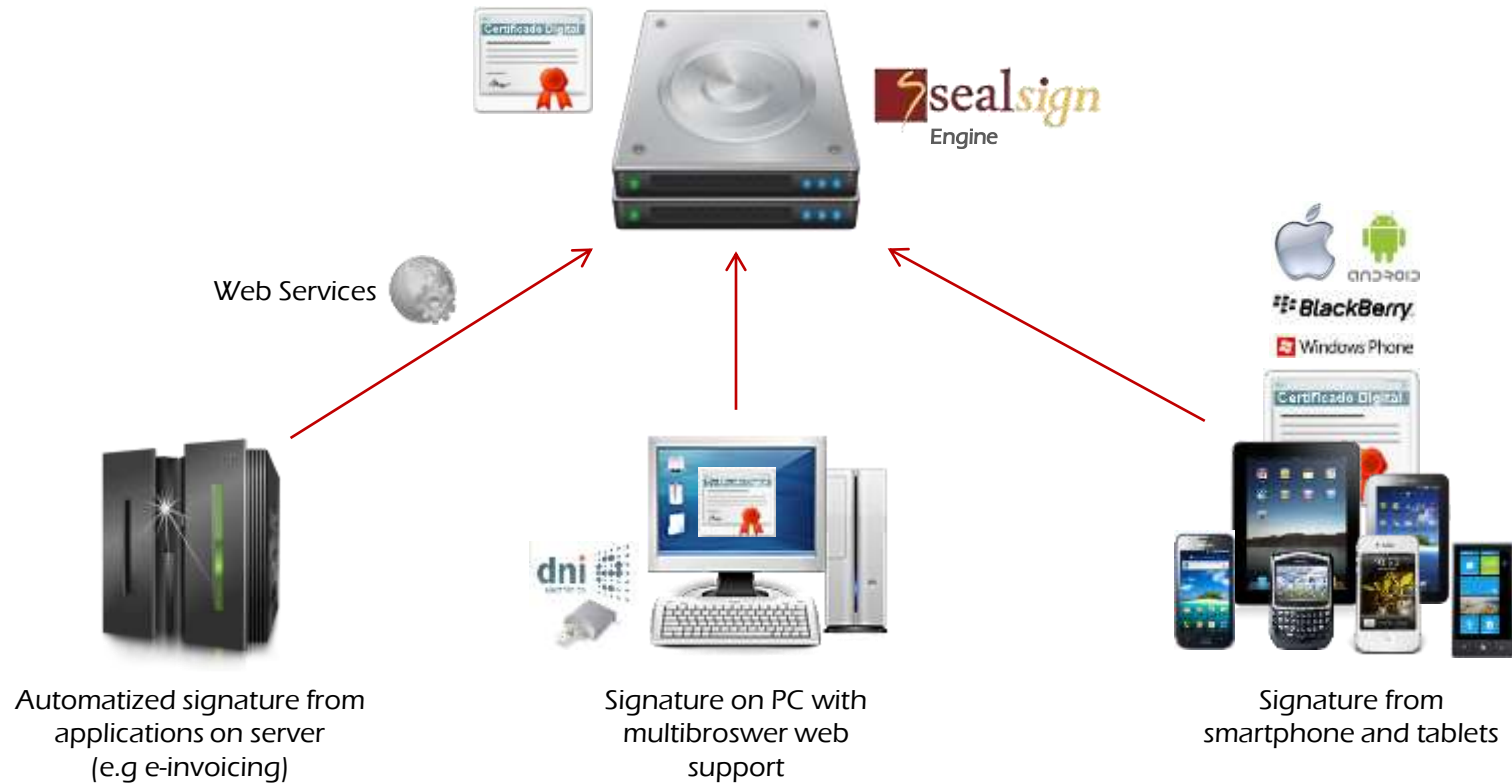 Certificado Digital
sealsign
Engine
Web Services
android
BlackBerry
Windows Phone
Certificado Digital
dni
Automatized signature from
applications on server
(e.g e-invoicing)
Signature on PC with
multibroswer web
support
Signature from
smartphone and tablets